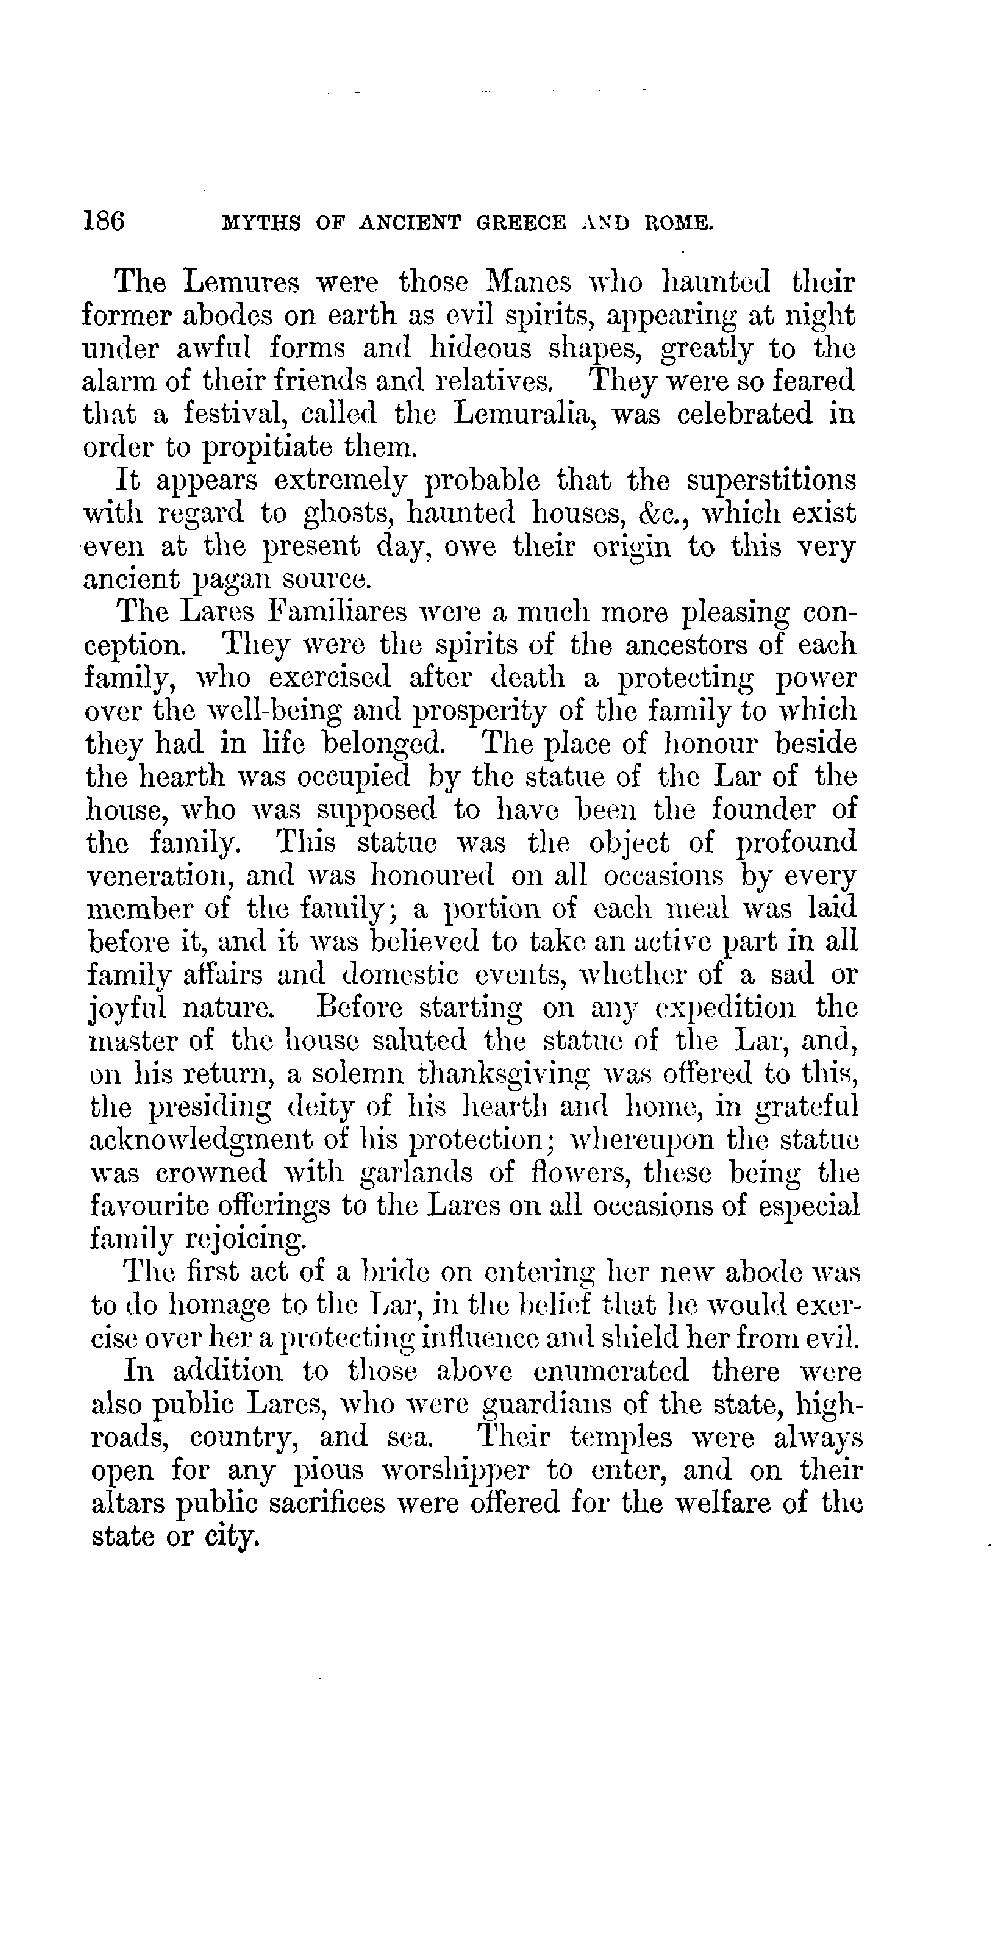 186 MYTHS OF ANCIENT GREECE AND ROME.
The Lemures were those Manes who haunted their
former abodes on earth as evil spirits, appearing at night
under awful forms and hideous shapes, greatly to the
alarm of their friends and relatives. They were so feared
that a festival, called the Lemuralia, was celebrated in
order to propitiate them.
It appears extremely probable that the superstitions
with regard to ghosts, haunted houses, &c., which exist
even at the present day, owe their origin to this very
ancient pagan source.
The Lares Familiares were a much more pleasing con-
ception. They were the spirits of the ancestors of each
family, who exercised after death a protecting power
over the well-being and prosperity of the family to which
they had in life belonged. The place of honour beside
the hearth was occupied by the statue of the Lar of the
house, who was supposed to have been the founder of
the family. This statue was the object of profound
veneration, and was honoured on all occasions by every
member of the family; a portion of each meal was laid
before it, and it was believed to take an active part in all
family affairs and domestic events, whether of a sad or
joyful nature. Before starting on any expedition the
master of the house saluted the statue of the Lar, and,
on his return, a solemn thanksgiving was offered to this,
the presiding deity of his hearth and home, in grateful
acknowledgment of his protection; whereupon the statue
was crowned with garlands of flowers, these being the
favourite offerings to the Lares on all occasions of especial
family rejoicing.
The first act of a bride on entering her new abode was
to do homage to the Lar, in the belief that he would exer-
cise over her a protecting influence and shield her from evil.
In addition to those above enumerated there were
also public Lares, who were guardians of the state, high-
roads, country, and sea. Their temples were always
open for any pious worshipper to enter, and on their
altars public sacrifices were offered for the welfare of the
state or city.